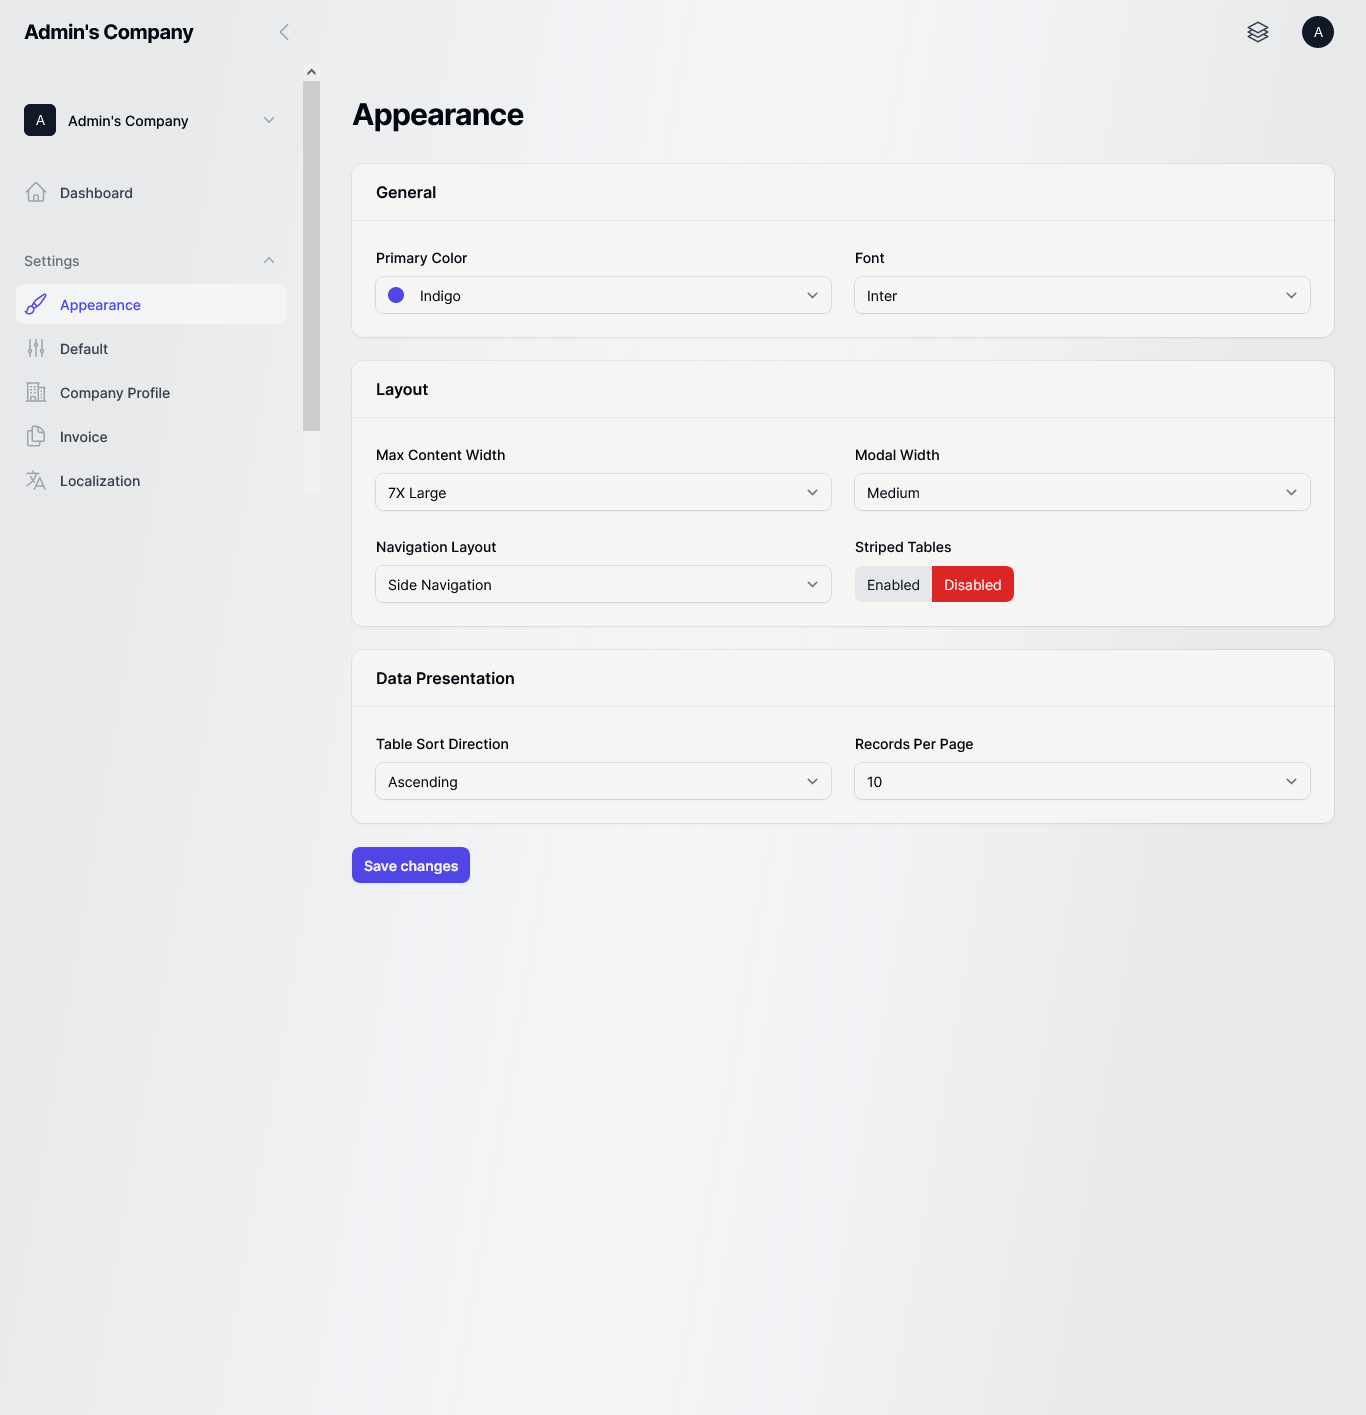 Admin's Company
A
A
Admin's Company
Dashboard
Settings
Appearance
Default
Company Profile
Invoice
Localization
Appearance
General
Primary Color
Font
Indigo
Inter
Layout
Max Content Width
Modal Width
7X Large
Medium
Navigation Layout
Striped Tables
Side Navigation
Enabled
Disabled
Data Presentation
Table Sort Direction
Records Per Page
Ascending
10
Save changes